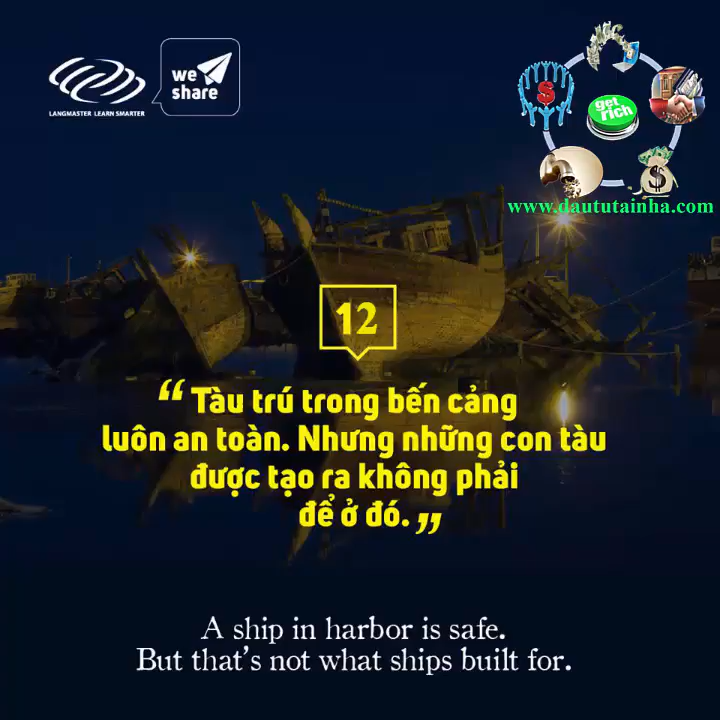 we
share
LANGMASTER LEARN SMARTER
get
rich
$
$
www.daututainha.com
12
“ Tàu trú trong bến cảng
luôn an toàn. Nhưng những con tàu
được tạo ra không phải
để ở đó. ”
A ship in harbor is safe.
But that's not what ships built for.